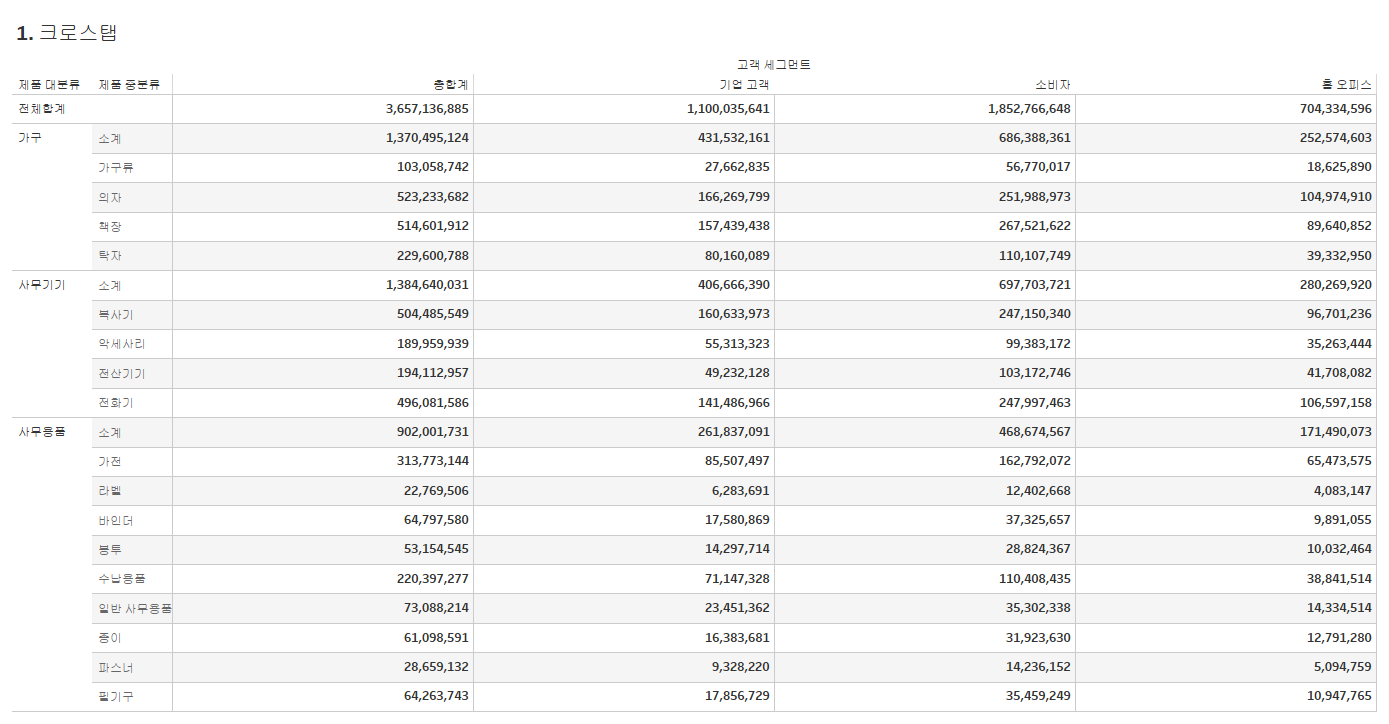 1. 크로스탭
고객 세그먼트
제품 대분류 제품 중분류 총합계 기업 고객 소비자 홈 오피스
전체합계 3,657,136,885 1,100,035,641 1,852,766,648 704,334,596
가구 소계 1,370,495,124 431,532,161 686,388,361 252,574,603
가구류 103,058,742 27,662,835 56,770,017 18,625,890
의자 523,233,682 166,269,799 251,988,973 104,974,910
책장 514,601,912 157,439,438 267,521,622 89,640,852
탁자 229,600,788 80,160,089 110,107,749 39,332,950
사무기기 소계 1,384,640,031 406,666,390 697,703,721 280,269,920
복사기 504,485,549 160,633,973 247,150,340 96,701,236
악세사리 189,959,939 55,313,323 99,383,172 35,263,444
전산기기 194,112,957 49,232,128 103,172,746 41,708,082
전화기 496,081,586 141,486,966 247,997,463 106,597,158
사무용품 소계 902,001,731 261,837,091 468,674,567 171,490,073
가전 313,773,144 85,507,497 162,792,072 65,473,575
라벨 22,769,506 6,283,691 12,402,668 4,083,147
바인더 64,797,580 17,580,869 37,325,657 9,891,055
봉투 53,154,545 14,297,714 28,824,367 10,032,464
수납용품 220,397,277 71,147,328 110,408,435 38,841,514
일반 사무용품 73,088,214 23,451,362 35,302,338 14,334,514
종이 61,098,591 16,383,681 31,923,630 12,791,280
파스너 28,659,132 9,328,220 14,236,152 5,094,759
필기구 64,263,743 17,856,729 35,459,249 10,947,765